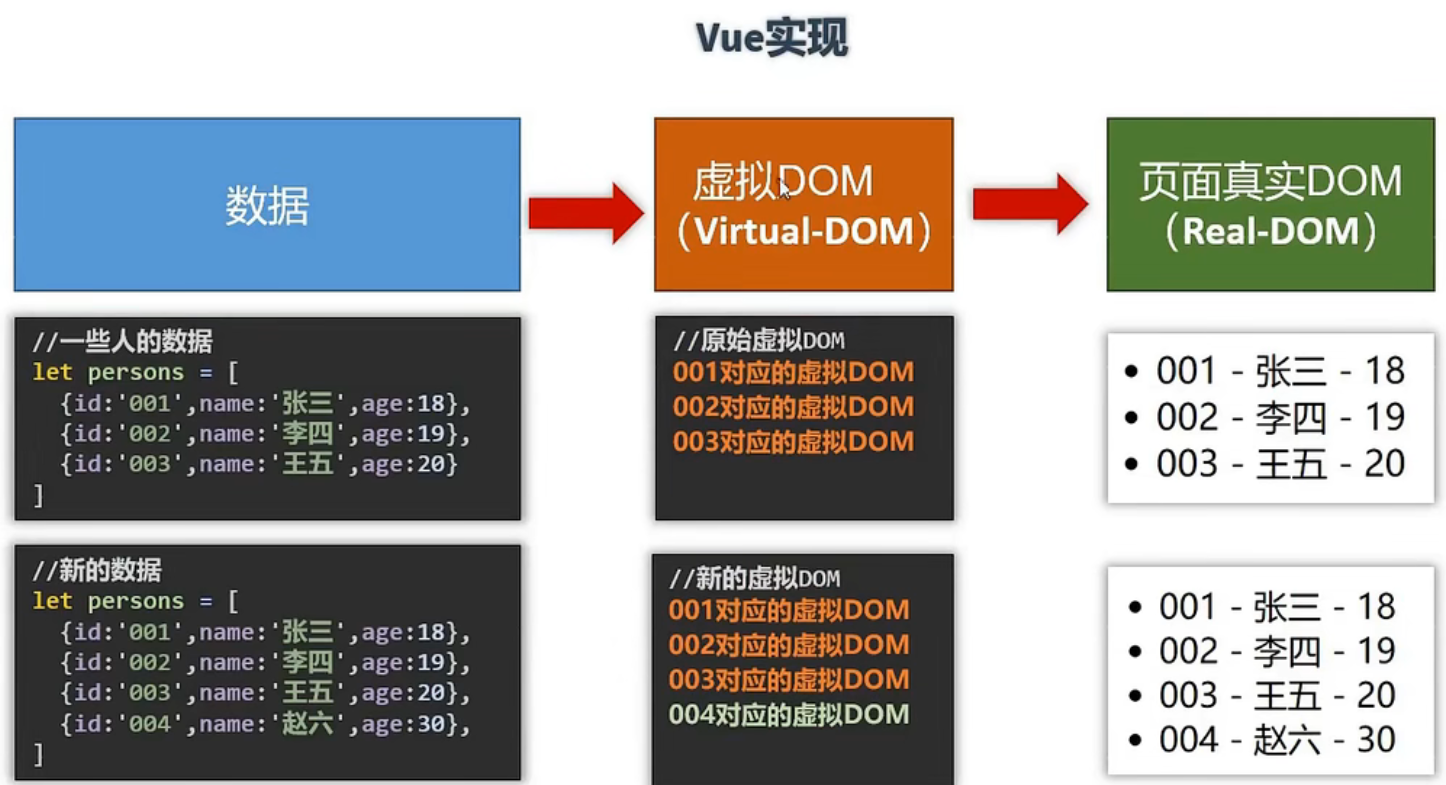 Vue实现
数据
虚拟DOM
（Virtual-DOM）
页面真实DOM
（Real-DOM）
//一些人的数据
let persons = [
{id:'001',name:'张三',age:18},
{id:'002',name:'李四',age:19},
{id:'003',name:'王五',age:20}
]
//原始虚拟DOM
001对应的虚拟DOM
002对应的虚拟DOM
003对应的虚拟DOM
• 001 - 张三 - 18
• 002 - 李四 - 19
• 003 - 王五 - 20
//新的数据
let persons = [
{id:'001',name:'张三',age:18},
{id:'002',name:'李四',age:19},
{id:'003',name:'王五',age:20},
{id:'004',name:'赵六',age:30},
]
//新的虚拟DOM
001对应的虚拟DOM
002对应的虚拟DOM
003对应的虚拟DOM
004对应的虚拟DOM
• 001 - 张三 - 18
• 002 - 李四 - 19
• 003 - 王五 - 20
• 004 - 赵六 - 30